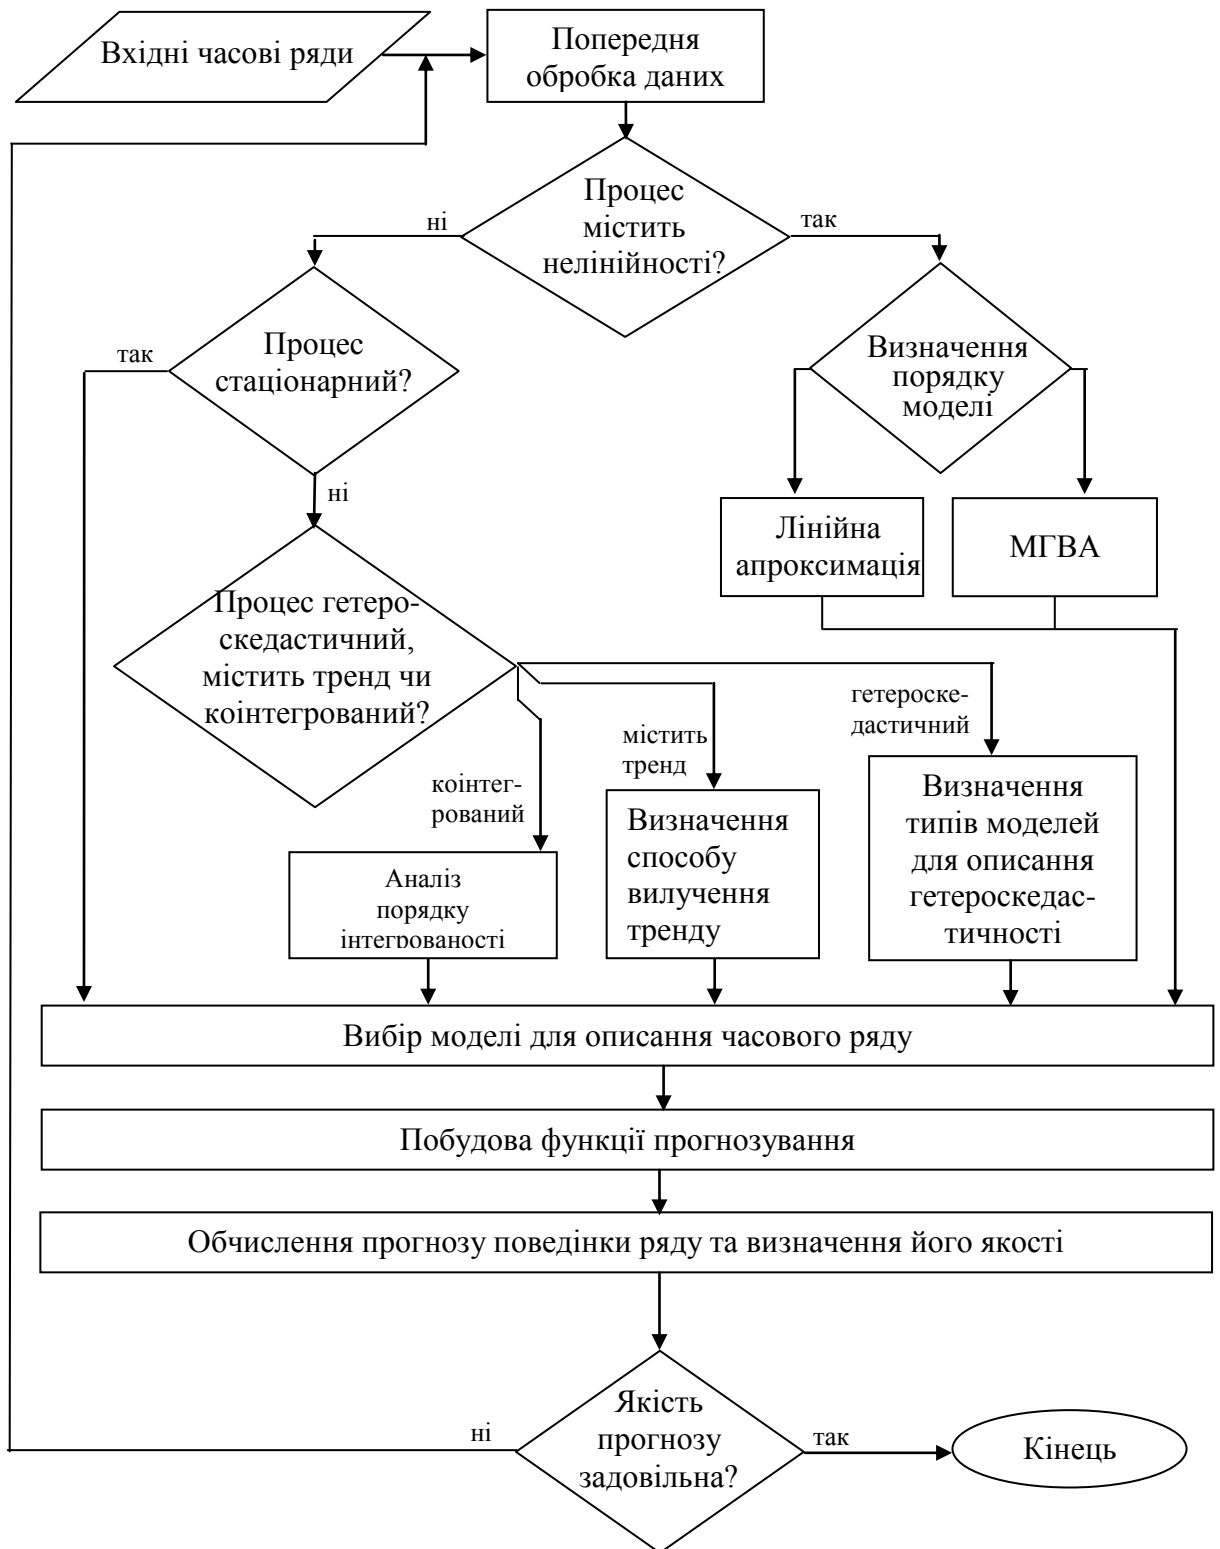 Вхідні часові ряди
Попередня
обробка даних
Процес
містить
нелінійності?
ні
так
Процес
стаціонарний?
так
ні
Визначення
порядку
моделі
Лінійна
апроксимація
МГВА
Процес гетеро-
скедастичний,
містить тренд чи
коінтегрований?
коінтег-
рований
містить
тренд
гетероске-
дастичний
Аналіз
порядку
інтегрованості
Визначення
способу
вилучення
тренду
Визначення
типів моделей
для описання
гетероскедас-
тичності
Вибір моделі для описання часового ряду
Побудова функції прогнозування
Обчислення прогнозу поведінки ряду та визначення його якості
Якість
прогнозу
задовільна?
ні
так
Кінець